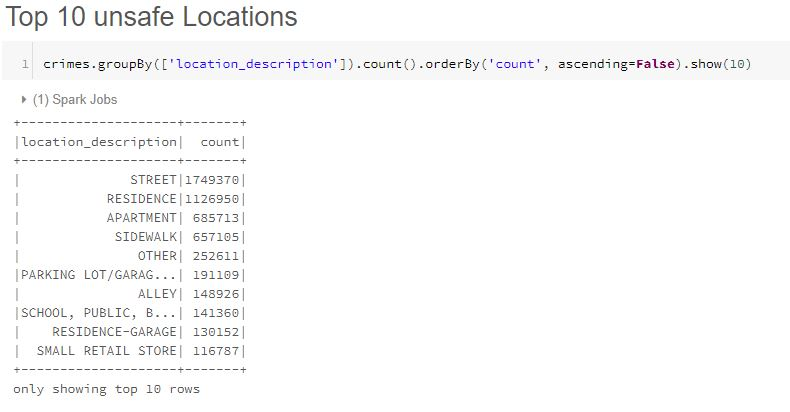 Top 10 unsafe Locations
1 crimes.groupBy(['location_description']).count().orderBy('count', ascending=False).show(10)
(1) Spark Jobs
+--------------------+-------+
|location_description|  count|
+--------------------+-------+
|              STREET|1749370|
|           RESIDENCE|1126950|
|           APARTMENT| 685713|
|            SIDEWALK| 657105|
|               OTHER| 252611|
|PARKING LOT/GARAG...| 191109|
|               ALLEY| 148926|
|SCHOOL, PUBLIC, B...| 141360|
|    RESIDENCE-GARAGE| 130152|
|  SMALL RETAIL STORE| 116787|
+--------------------+-------+
only showing top 10 rows